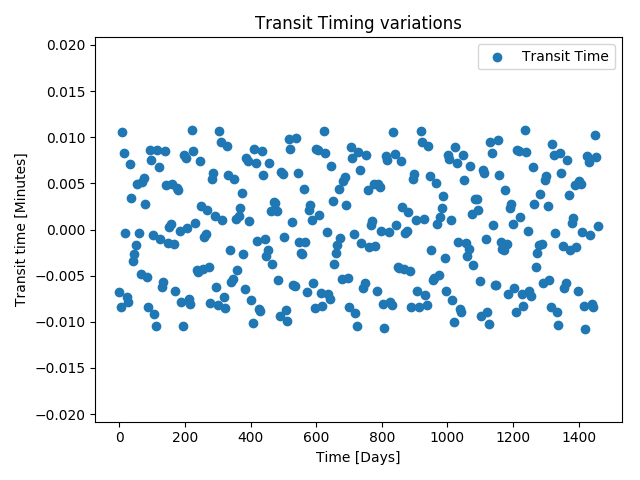 Transit Timing variations
Transit Time
0.020
0.015
0.010
0.005
0.000
−0.005
−0.010
−0.015
−0.020
Transit time [Minutes]
0 200 400 600 800 1000 1200 1400
Time [Days]